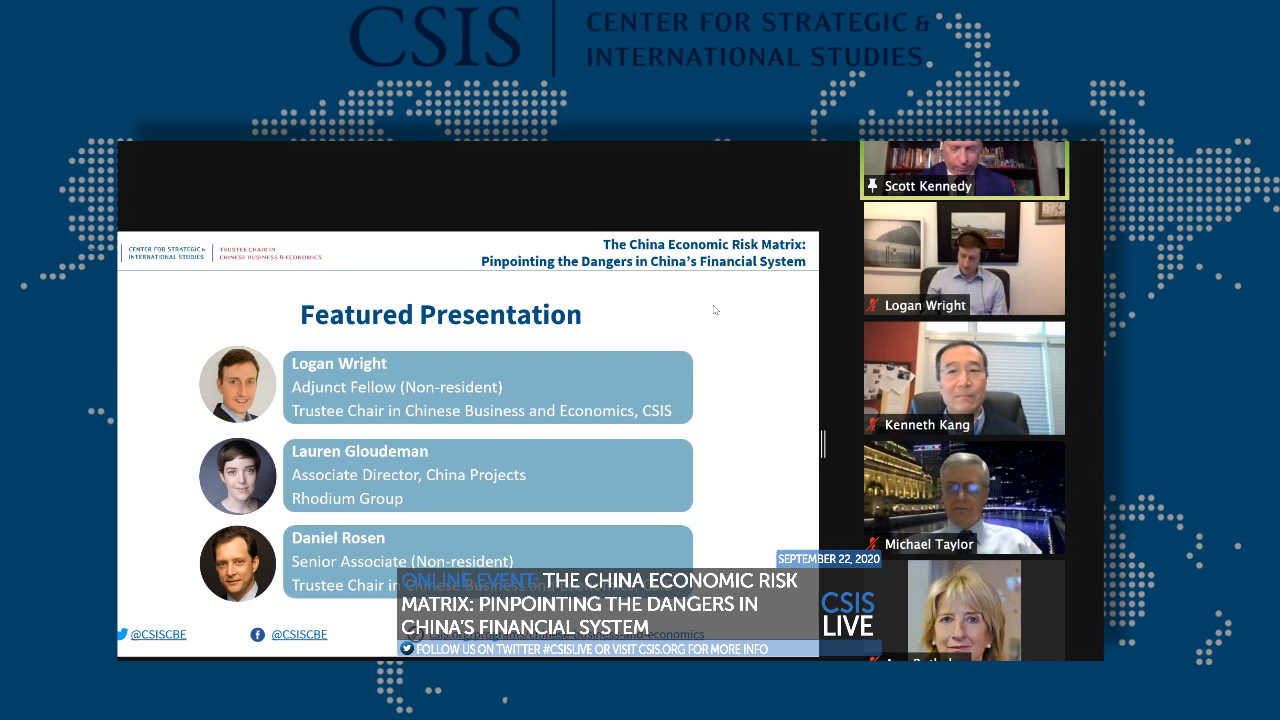 CSIS
CENTER FOR STRATEGIC &
INTERNATIONAL STUDIES
CENTER FOR STRATEGIC &
INTERNATIONAL STUDIES
TRUSTEE CHAIR IN
CHINESE BUSINESS & ECONOMICS
The China Economic Risk Matrix:
Pinpointing the Dangers in China's Financial System
Featured Presentation
Logan Wright
Adjunct Fellow (Non-resident)
Trustee Chair in Chinese Business and Economics, CSIS
Lauren Gloudeman
Associate Director, China Projects
Rhodium Group
Daniel Rosen
Senior Associate (Non-resident)
Trustee Chair in Chinese Business and Economics, CSIS
@CSISCBE
@CSISCBE
Scott Kennedy
Logan Wright
Kenneth Kang
Michael Taylor
SEPTEMBER 22, 2020
ONLINE EVENT: THE CHINA ECONOMIC RISK
MATRIX: PINPOINTING THE DANGERS IN
CHINA'S FINANCIAL SYSTEM
CSIS
LIVE
FOLLOW US ON TWITTER #CSISLIVE OR VISIT CSIS.ORG FOR MORE INFO